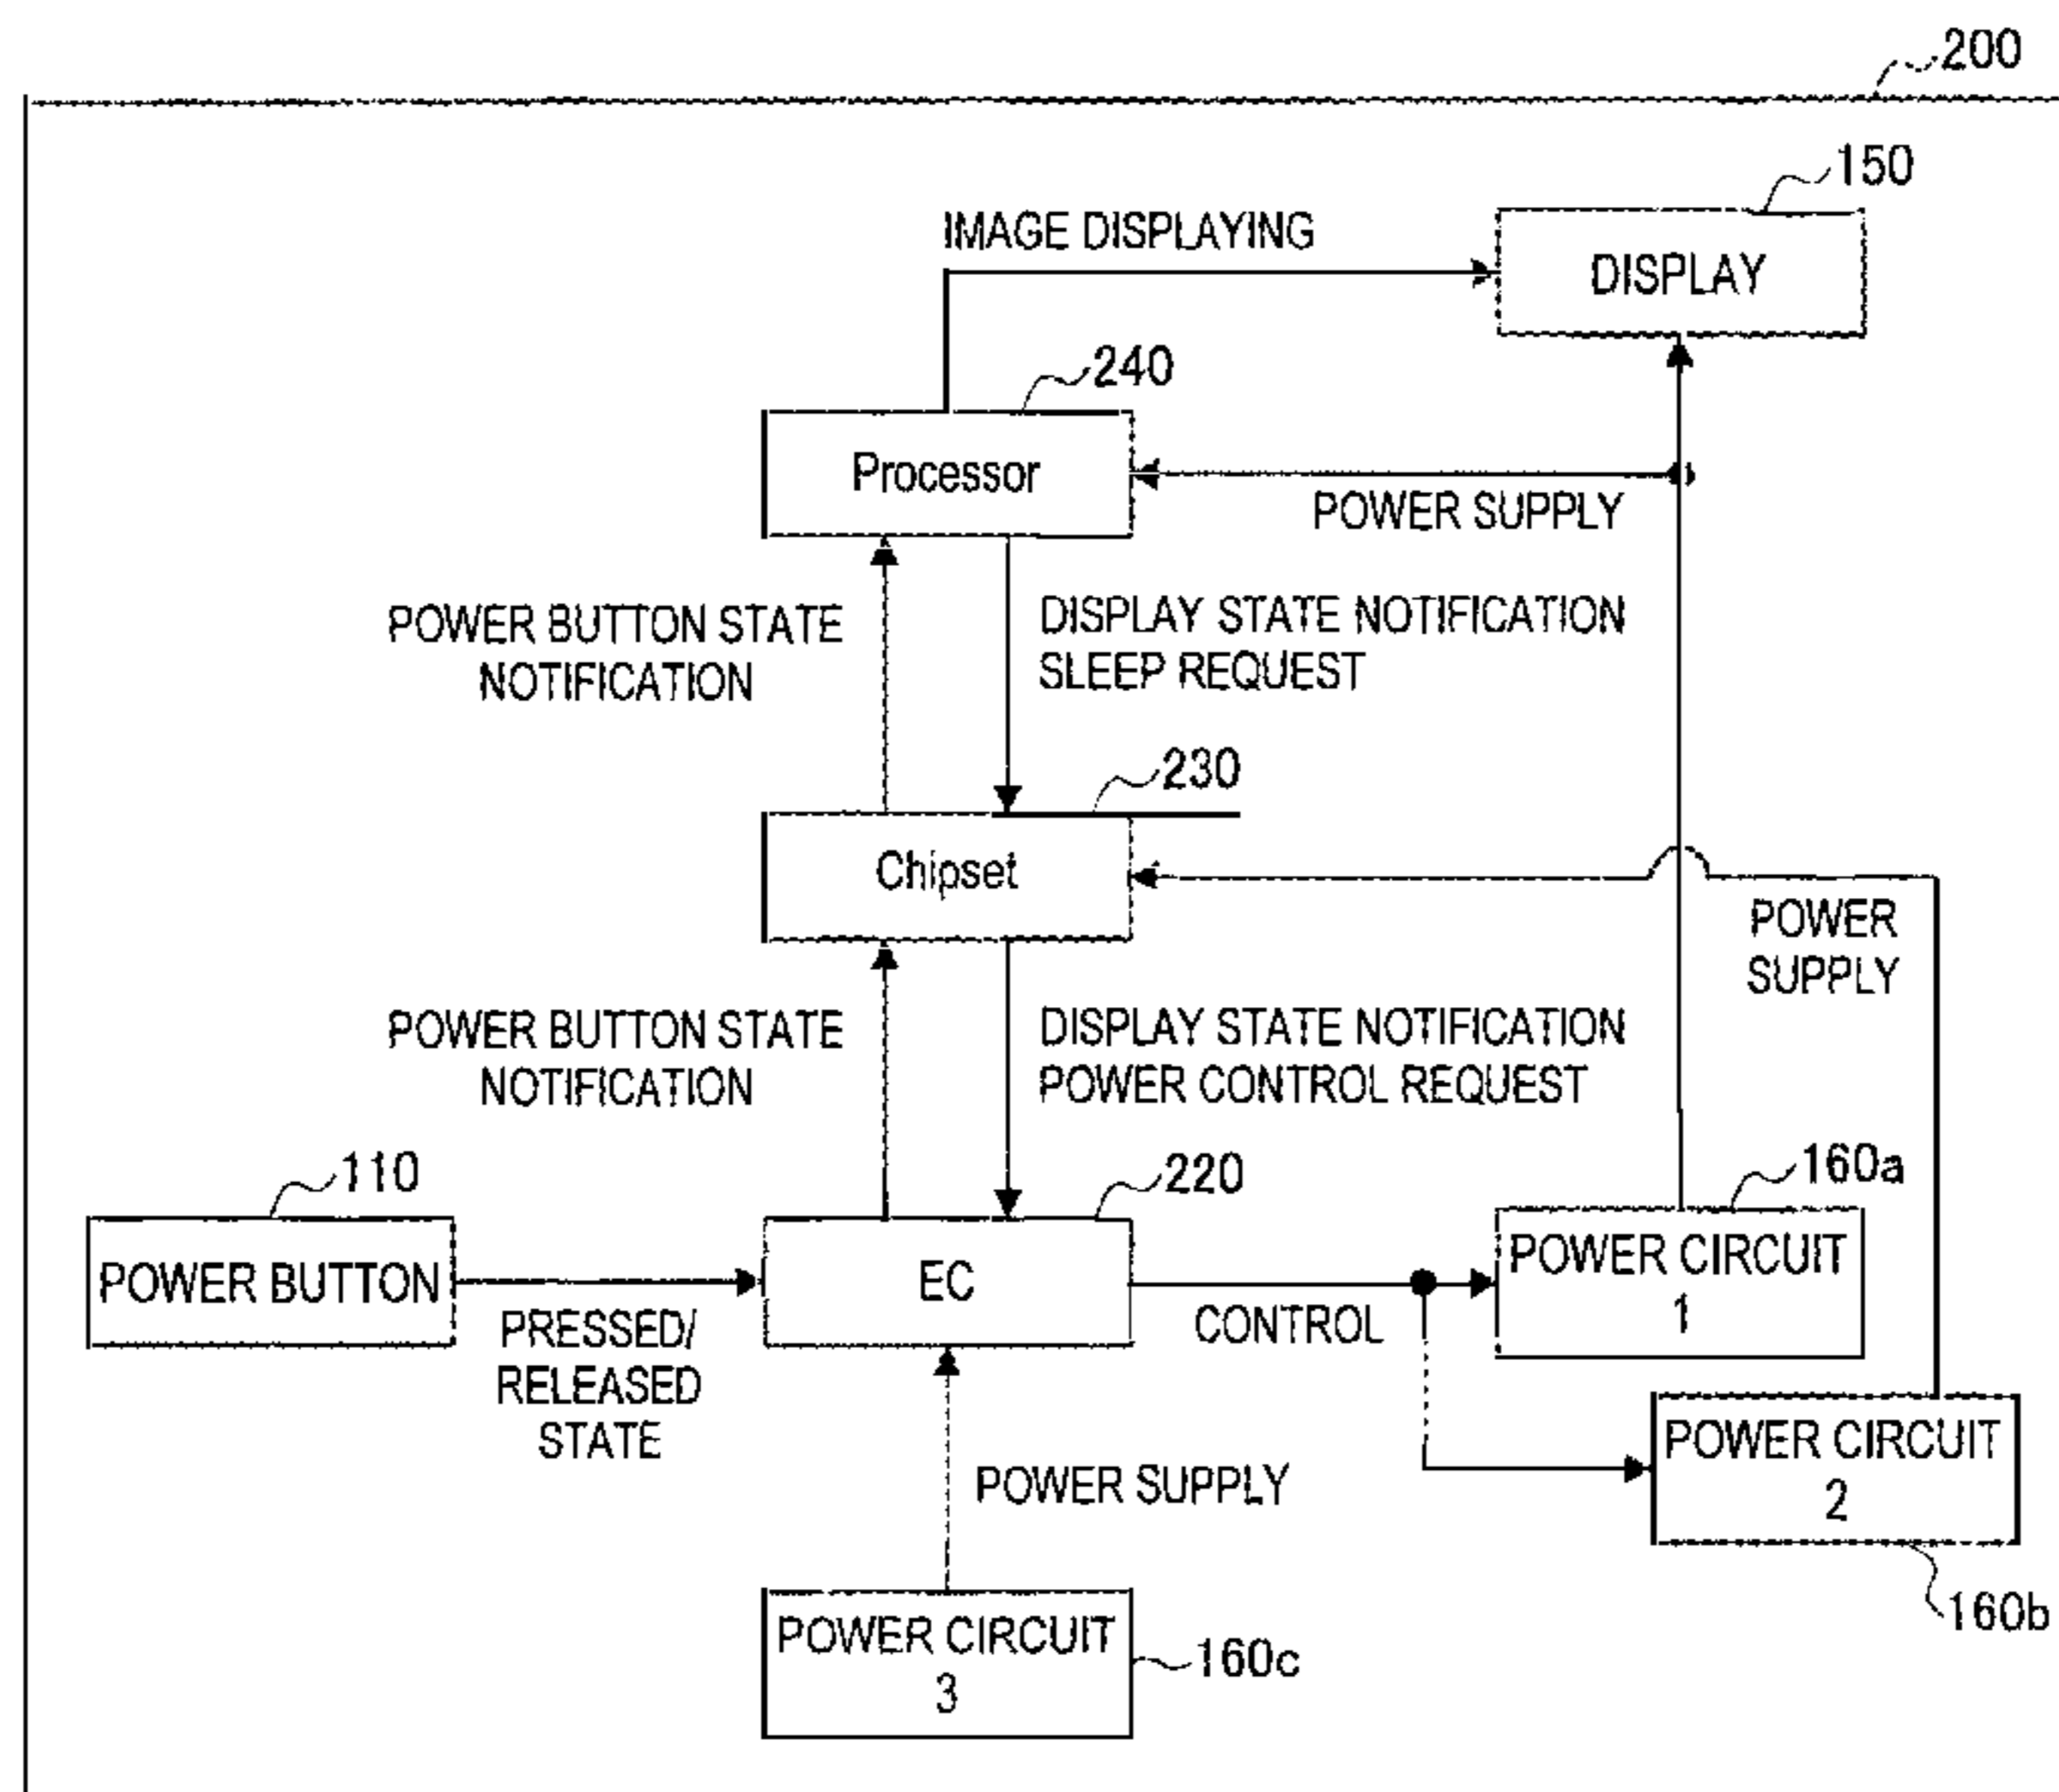 200
150
IMAGE DISPLAYING
DISPLAY
240
Processor
POWER SUPPLY
POWER BUTTON STATE
NOTIFICATION
DISPLAY STATE NOTIFICATION
SLEEP REQUEST
230
Chipset
POWER
SUPPLY
POWER BUTTON STATE
NOTIFICATION
DISPLAY STATE NOTIFICATION
POWER CONTROL REQUEST
110
220
160a
POWER BUTTON
PRESSED/
RELEASED
STATE
EC
CONTROL
POWER CIRCUIT
1
POWER CIRCUIT
2
160b
POWER SUPPLY
POWER CIRCUIT
3
160c